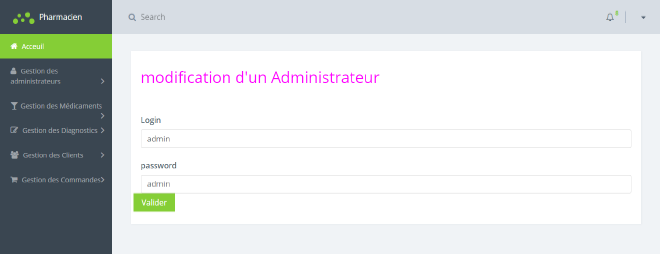 Pharmacien
Search
Acceuil
Gestion des
administrateurs
Gestion des Médicaments
Gestion des Diagnostics
Gestion des Clients
Gestion des Commandes
modification d'un Administrateur
Login
admin
password
admin
Valider